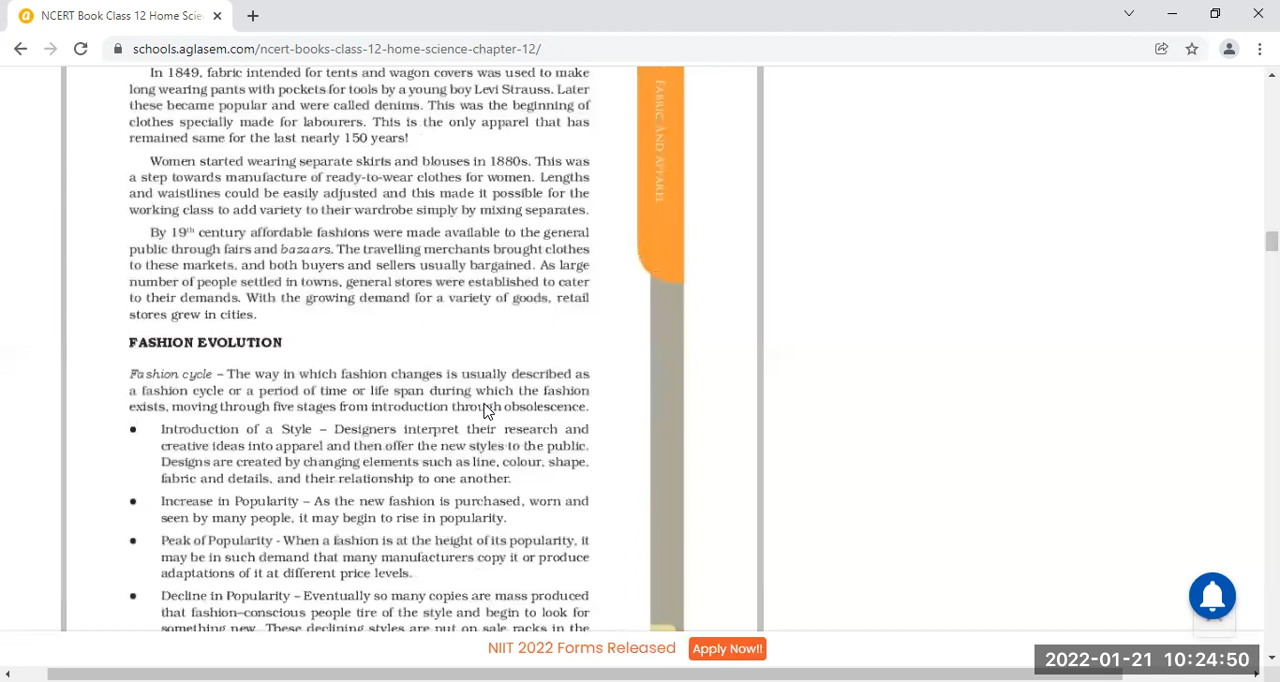 NCERT Book Class 12 Home Scie
schools.aglasem.com/ncert-books-class-12-home-science-chapter-12/
In 1849, fabric intended for tents and wagon covers was used to make
long wearing pants with pockets for tools by a young boy Levi Strauss. Later
these became popular and were called denims. This was the beginning of
clothes specially made for labourers. This is the only apparel that has
remained same for the last nearly 150 years!
Women started wearing separate skirts and blouses in 1880s. This was
a step towards manufacture of ready-to-wear clothes for women. Lengths
and waistlines could be easily adjusted and this made it possible for the
working class to add variety to their wardrobe simply by mixing separates.
By 19th century affordable fashions were made available to the general
public through fairs and bazaars. The travelling merchants brought clothes
to these markets, and both buyers and sellers usually bargained. As large
number of people settled in towns, general stores were established to cater
to their demands. With the growing demand for a variety of goods, retail
stores grew in cities.
FASHION EVOLUTION
Fashion cycle – The way in which fashion changes is usually described as
a fashion cycle or a period of time or life span during which the fashion
exists, moving through five stages from introduction through obsolescence.
• Introduction of a Style – Designers interpret their research and
creative ideas into apparel and then offer the new styles to the public.
Designs are created by changing elements such as line, colour, shape,
fabric and details, and their relationship to one another.
• Increase in Popularity – As the new fashion is purchased, worn and
seen by many people, it may begin to rise in popularity.
• Peak of Popularity - When a fashion is at the height of its popularity, it
may be in such demand that many manufacturers copy it or produce
adaptations of it at different price levels.
• Decline in Popularity – Eventually so many copies are mass produced
that fashion–conscious people tire of the style and begin to look for
something new. These declining styles are put on sale racks in the
FABRIC AND APPAREL
NIIT 2022 Forms Released Apply Now!!
2022-01-21 10:24:50